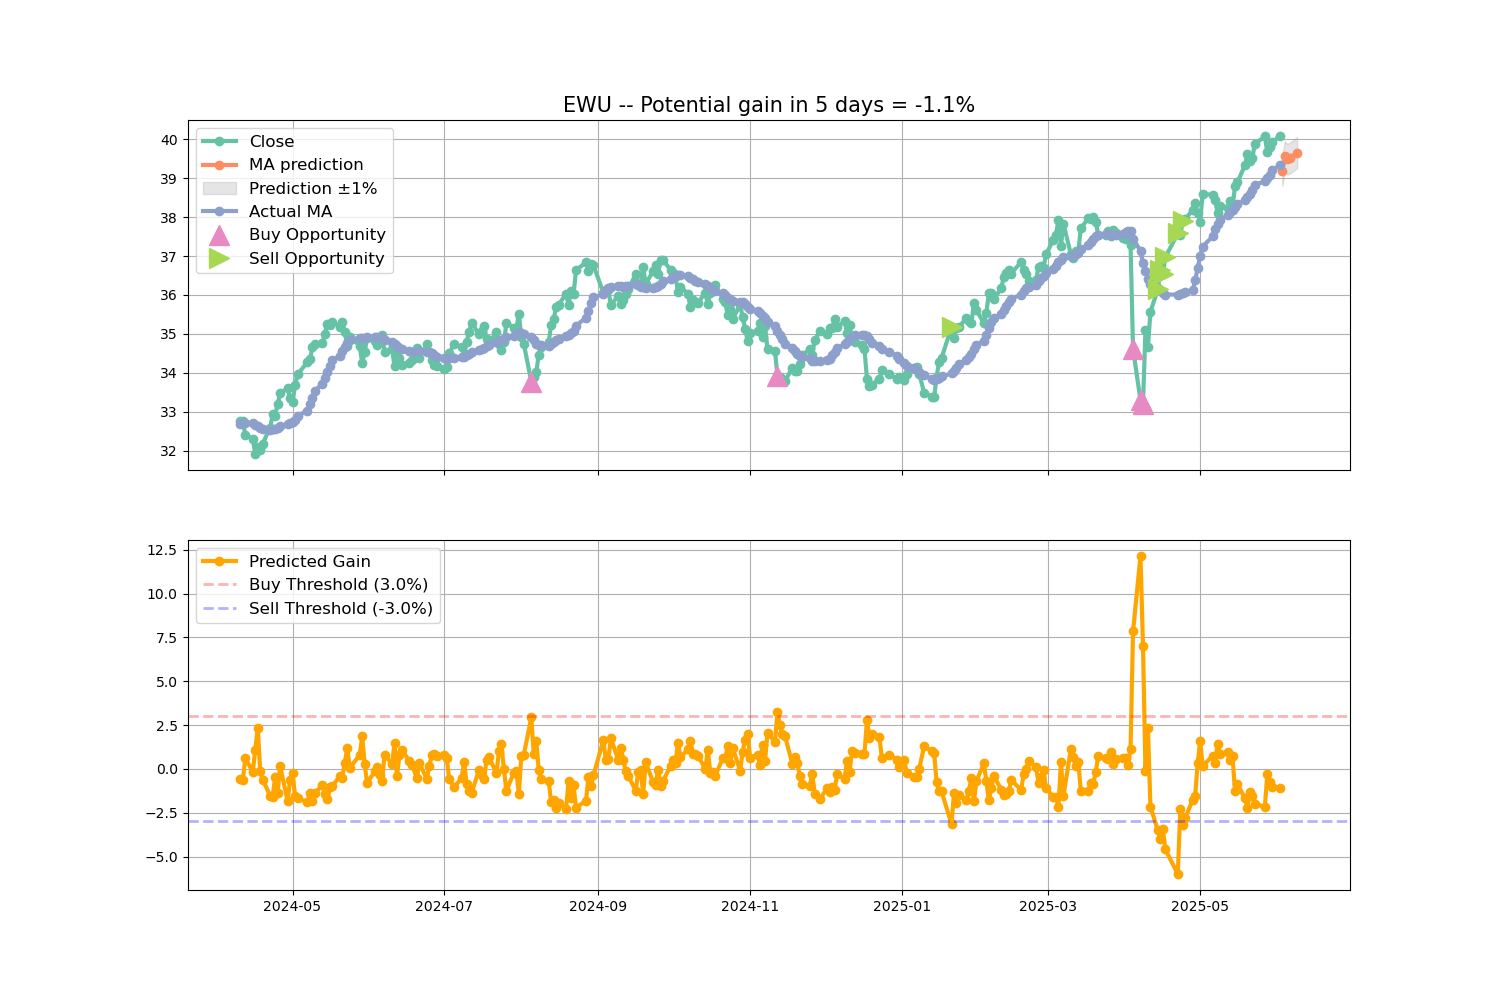 EWU -- Potential gain in 5 days = -1.1%
Close
MA prediction
Prediction ±1%
Actual MA
Buy Opportunity
Sell Opportunity
40
39
38
37
36
35
34
33
32
Predicted Gain
Buy Threshold (3.0%)
Sell Threshold (-3.0%)
12.5
10.0
7.5
5.0
2.5
0.0
−2.5
−5.0
2024-05 2024-07 2024-09 2024-11 2025-01 2025-03 2025-05